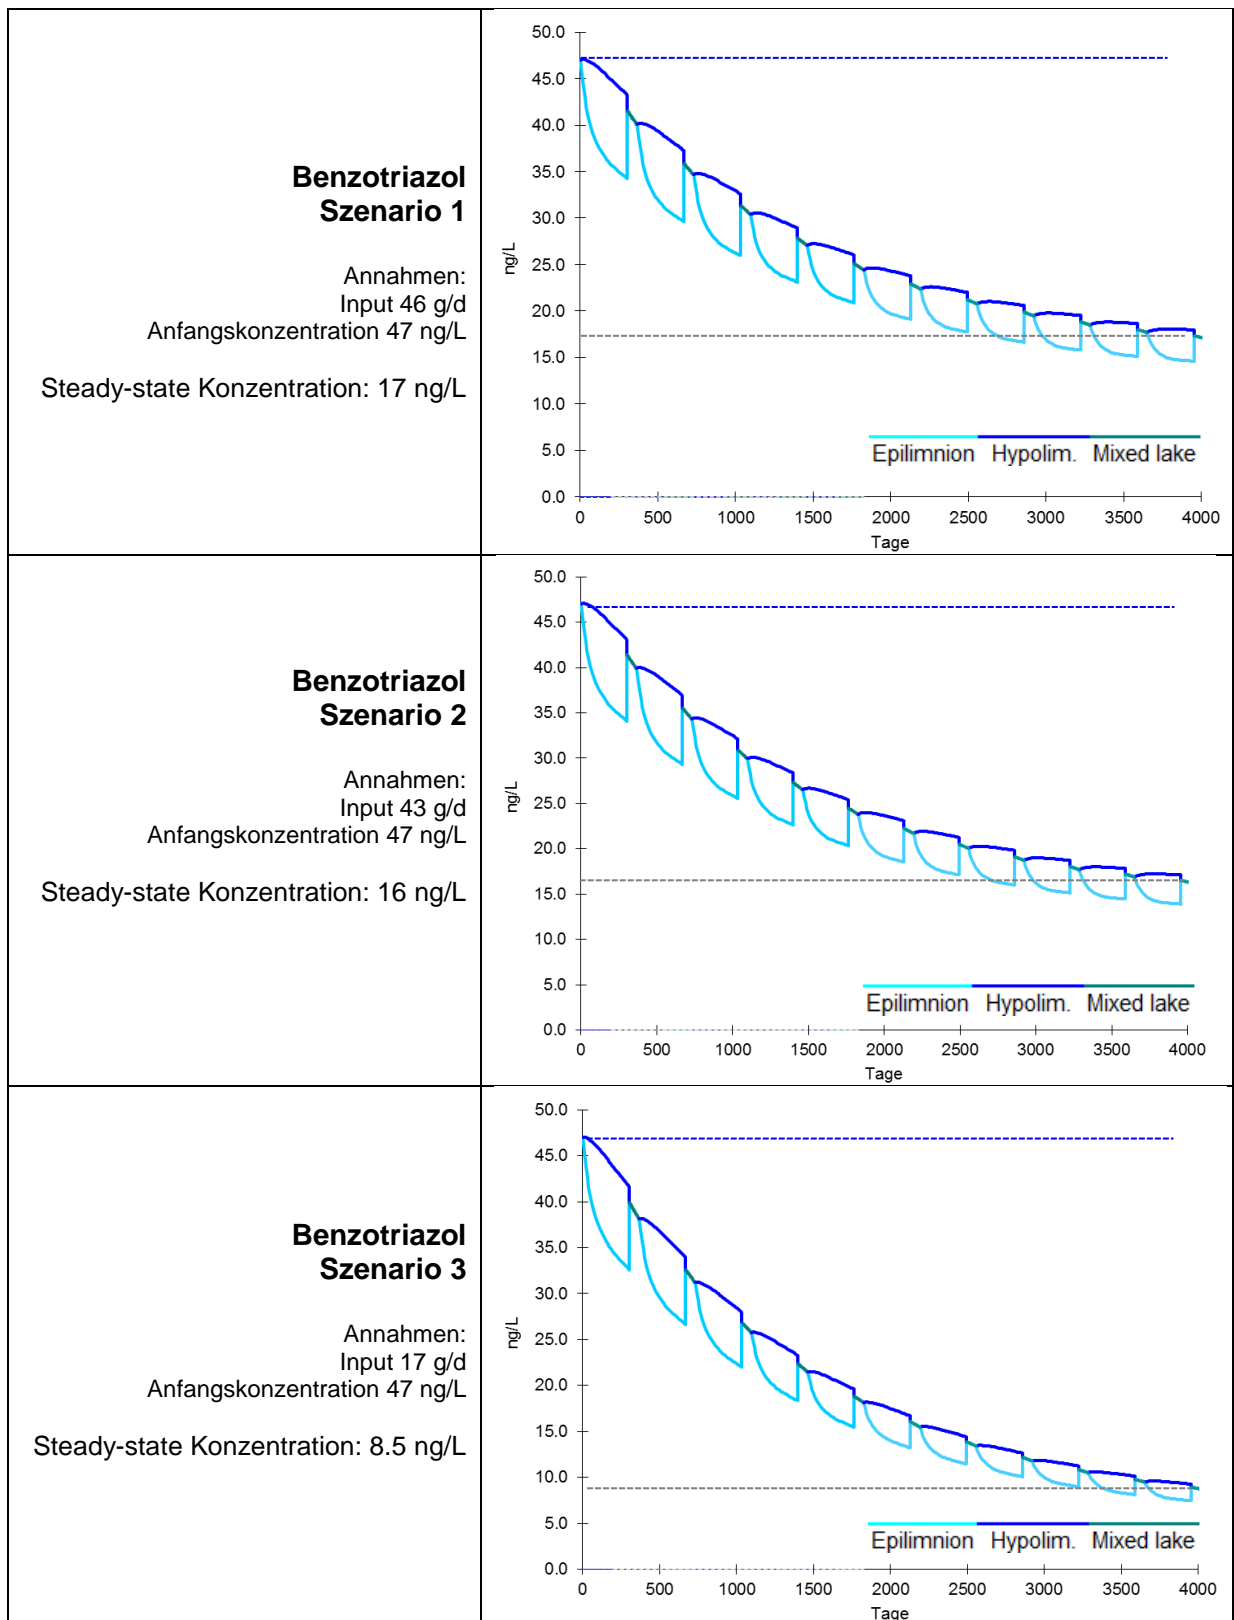 Benzotriazol
Szenario 1
Annahmen:
Input 46 g/d
Anfangskonzentration 47 ng/L
Steady-state Konzentration: 17 ng/L
50.0
45.0
40.0
35.0
30.0
25.0
20.0
15.0
10.0
5.0
0.0
ng/L
Epilimnion Hypolim. Mixed lake
0 500 1000 1500 2000 2500 3000 3500 4000
Tage
Benzotriazol
Szenario 2
Annahmen:
Input 43 g/d
Anfangskonzentration 47 ng/L
Steady-state Konzentration: 16 ng/L
50.0
45.0
40.0
35.0
30.0
25.0
20.0
15.0
10.0
5.0
0.0
ng/L
Epilimnion Hypolim. Mixed lake
0 500 1000 1500 2000 2500 3000 3500 4000
Tage
Benzotriazol
Szenario 3
Annahmen:
Input 17 g/d
Anfangskonzentration 47 ng/L
Steady-state Konzentration: 8.5 ng/L
50.0
45.0
40.0
35.0
30.0
25.0
20.0
15.0
10.0
5.0
0.0
ng/L
Epilimnion Hypolim. Mixed lake
0 500 1000 1500 2000 2500 3000 3500 4000
Tage